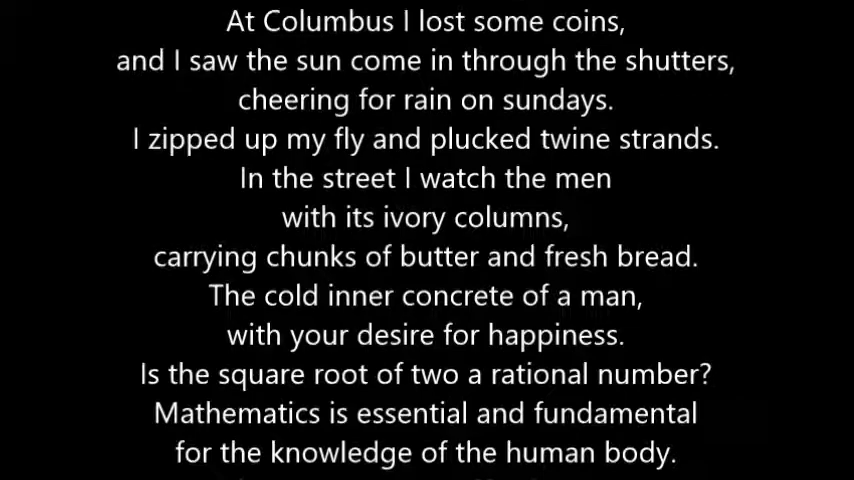 At Columbus I lost some coins,
and I saw the sun come in through the shutters,
cheering for rain on sundays.
I zipped up my fly and plucked twine strands.
In the street I watch the men
with its ivory columns,
carrying chunks of butter and fresh bread.
The cold inner concrete of a man,
with your desire for happiness.
Is the square root of two a rational number?
Mathematics is essential and fundamental
for the knowledge of the human body.